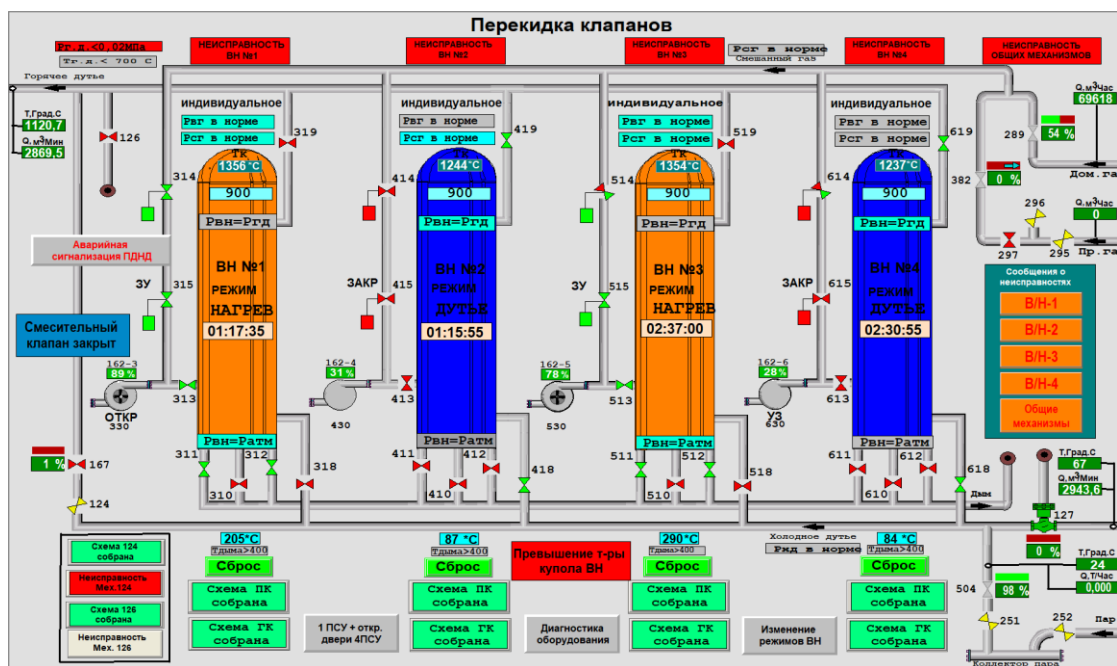 Перекидка клапанов
Рг.д.<0,02МПа
Тг.д.< 700 С
НЕИСПРАВНОСТЬ
ВН №1
НЕИСПРАВНОСТЬ
ВН №2
НЕИСПРАВНОСТЬ
ВН №3
Рсг в норме
Смешанный газ
НЕИСПРАВНОСТЬ
ВН №4
НЕИСПРАВНОСТЬ
ОБЩИХ МЕХАНИЗМОВ
Горячее дутье
Т,Град.С
1120,7
Q,м3Мин
2869,5
126
индивидуальное
Рвг в норме
Рсг в норме
319
индивидуальное
Рвг в норме
Рсг в норме
419
индивидуальное
Рвг в норме
Рсг в норме
519
индивидуальное
Рвг в норме
Рсг в норме
619
Q,м3Час
69618
289
54 %
Дом.га
382
0 %
296
Q,м3Час
0
297
295
Пр.га
314
Тк
1356°C
900
Рвн=Ргд
414
Тк
1244°C
900
Рвн=Ргд
514
Тк
1354°C
900
Рвн=Ргд
614
Тк
1237°C
900
Рвн=Ргд
Аварийная
сигнализация ПДНД
ЗУ
315
ВН №1
РЕЖИМ
НАГРЕВ
01:17:35
ЗАКР
415
ВН №2
РЕЖИМ
ДУТЬЕ
01:15:55
ЗУ
515
ВН №3
РЕЖИМ
НАГРЕВ
02:37:00
ЗАКР
615
ВН №4
РЕЖИМ
ДУТЬЕ
02:30:55
Сообщения о
неисправностях
В/Н-1
В/Н-2
В/Н-3
В/Н-4
Общие
механизмы
Смесительный
клапан закрыт
162-3
89 %
313
ОТКР
330
162-4
31 %
413
430
162-5
78 %
513
530
162-6
28 %
613
УЗ
630
Рвн=Ратм
311
312
310
318
Рвн=Ратм
411
412
410
418
Рвн=Ратм
511
512
510
518
Рвн=Ратм
611
612
610
618
1 %
167
124
Дым
Т,Град.С
67
Q,м3Мин
2943,6
127
0 %
Т,Град.С
24
Q,Т/Час
0,000
504
98 %
251
252
Пар
Коллектор пара
Холодное дутье
Рхд в норме
Схема 124
собрана
Неисправность
Мех.124
Схема 126
собрана
Неисправность
Мех. 126
205°C
Тдыма>400
Сброс
Схема ПК
собрана
Схема ГК
собрана
1 ПСУ + откр.
двери 4ПСУ
87 °C
Тдыма>400
Сброс
Схема ПК
собрана
Схема ГК
собрана
Превышение т-ры
купола ВН
Диагностика
оборудования
290°C
Тдыма>400
Сброс
Схема ПК
собрана
Схема ГК
собрана
Изменение
режимов ВН
84 °C
Тдыма>400
Сброс
Схема ПК
собрана
Схема ГК
собрана